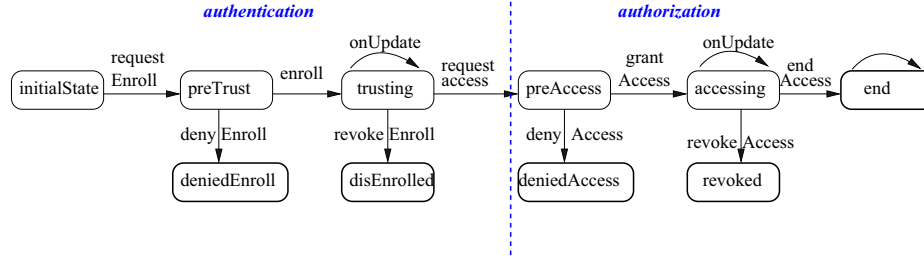 authentication
authorization
onUpdate
onUpdate
request
Enroll
enroll
request
access
grant
Access
end
Access
initialState
preTrust
trusting
preAccess
accessing
end
deny Enroll
revoke Enroll
deny Access
revoke Access
deniedEnroll
disEnrolled
deniedAccess
revoked